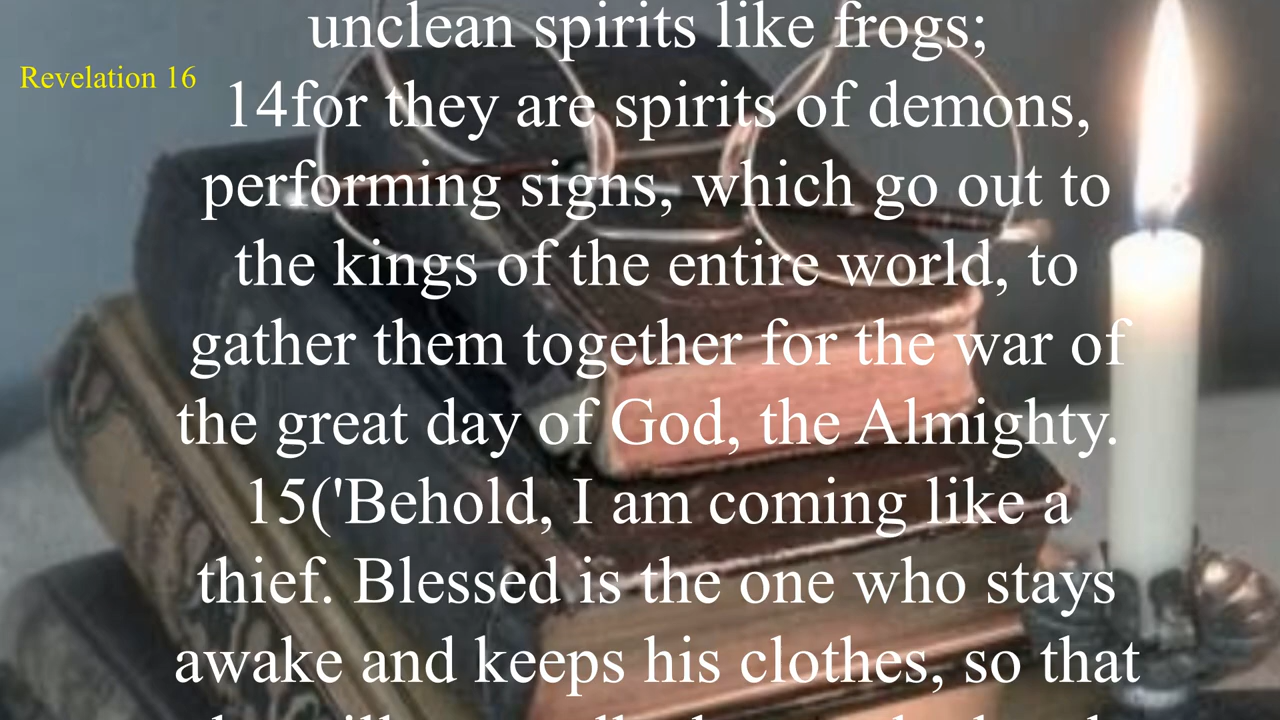 unclean spirits like frogs;
Revelation 16
14for they are spirits of demons,
performing signs, which go out to
the kings of the entire world, to
gather them together for the war of
the great day of God, the Almighty.
15('Behold, I am coming like a
thief. Blessed is the one who stays
awake and keeps his clothes, so that